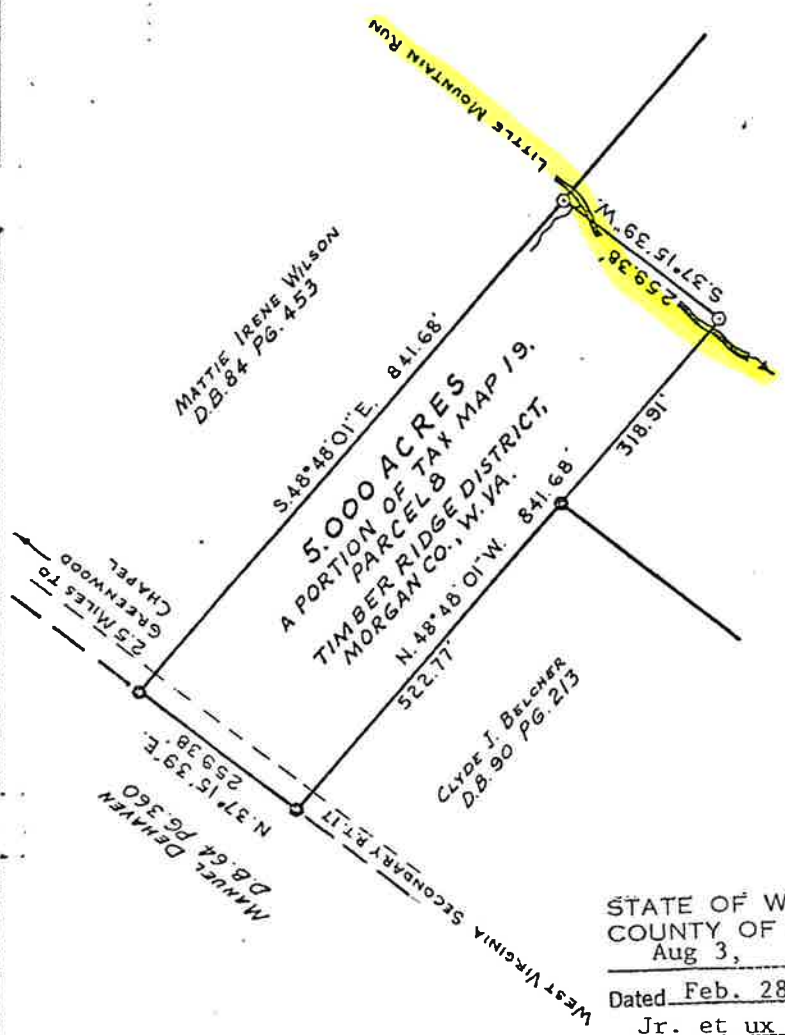 LITTLE MOUNTAIN RUN
S. 37° 15' 39" W.
259.38'
MATTIE IRENE WILSON
D.B. 84 PG. 453
S. 48° 48' 01" E. 841.68'
5.000 ACRES
A PORTION OF TAX MAP 19.
PARCEL 8
TIMBER RIDGE DISTRICT,
MORGAN CO., W. VA.
N. 48° 48' 01" W. 841.68'
522.77'
318.91'
2.5 MILES TO
GREENWOOD
CHAPEL
N. 37° 15' 39" E.
259.38'
MANUEL DEHAVEN
D.B. 64 PG. 360
CLYDE J. BELCHER
D.B. 90 PG. 213
WEST VIRGINIA SECONDARY RT. 17
STATE OF W
COUNTY OF
Aug 3,
Dated Feb. 28
Jr. et ux